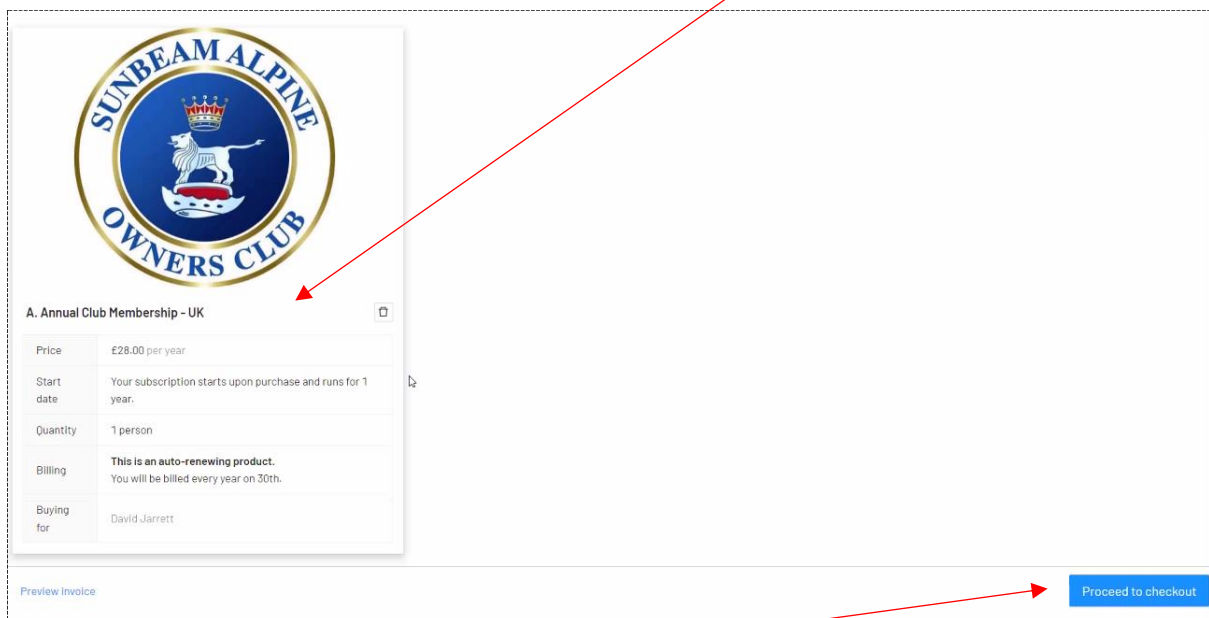 SUNBEAM ALPINE
OWNERS CLUB
A. Annual Club Membership - UK
Price £28.00 per year
Start date Your subscription starts upon purchase and runs for 1
year.
Quantity 1 person
Billing This is an auto-renewing product.
You will be billed every year on 30th.
Buying for David Jarrett
Preview invoice
Proceed to checkout